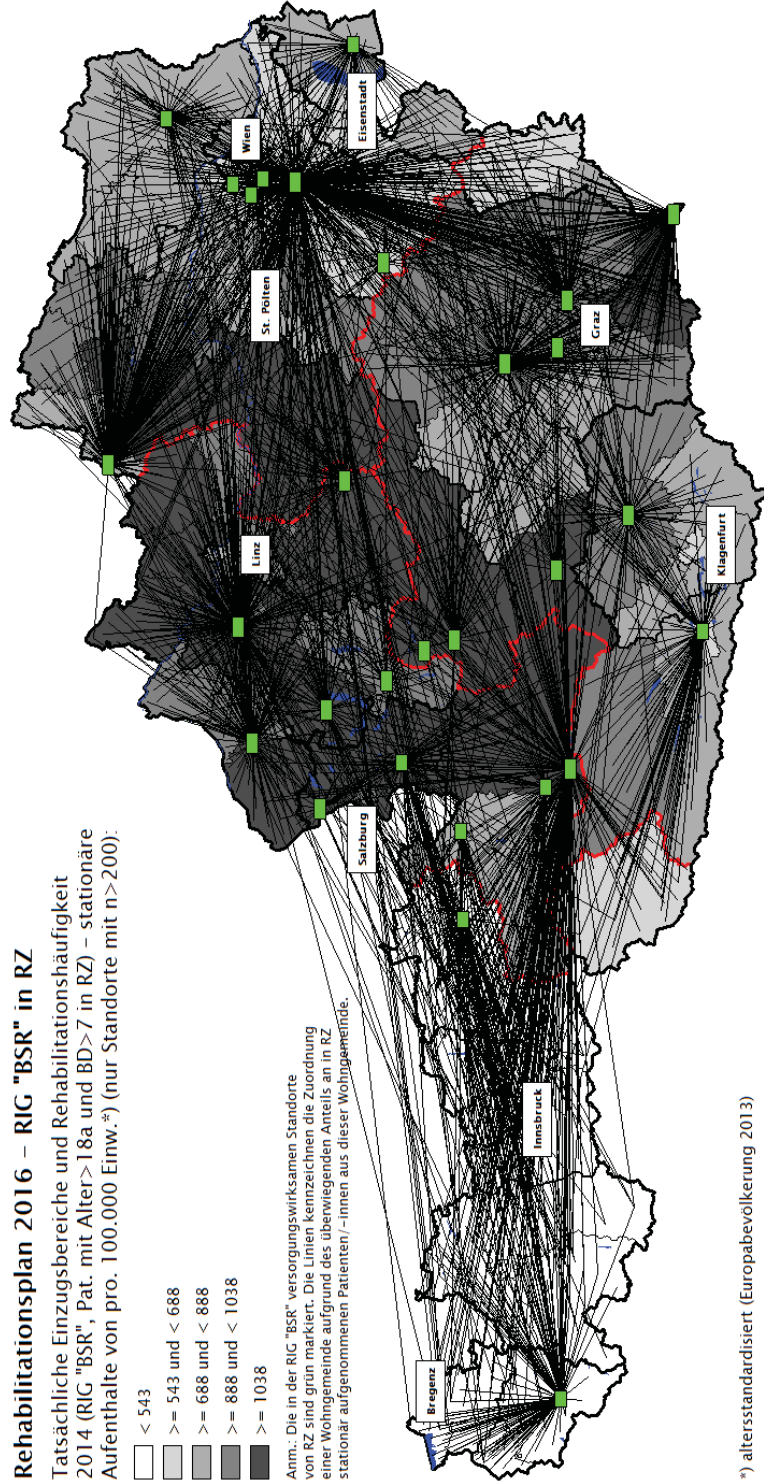 Rehabilitationsplan 2016 – RIG "BSR" in RZ
Tatsächliche Einzugsbereiche und Rehabilitationshäufigkeit
2014 (RIG "BSR", Pat. mit Alter>18a und BD>7 in RZ) – stationäre
Aufenthalte von pro. 100.000 Einw.*) (nur Standorte mit n>200):
< 543
>= 543 und < 688
>= 688 und < 888
>= 888 und < 1038
>= 1038
Anm.: Die in der RIG "BSR" versorgungswirksamen Standorte
von RZ sind grün markiert. Die Linien kennzeichnen die Zuordnung
einer Wohngemeinde aufgrund des überwiegenden Anteils an in RZ
stationär aufgenommenen Patienten/-innen aus dieser Wohngemeinde.
Bregenz
Innsbruck
Salzburg
Linz
St. Pölten
Wien
Eisenstadt
Graz
Klagenfurt
*) altersstandardisiert (Europabevölkerung 2013)